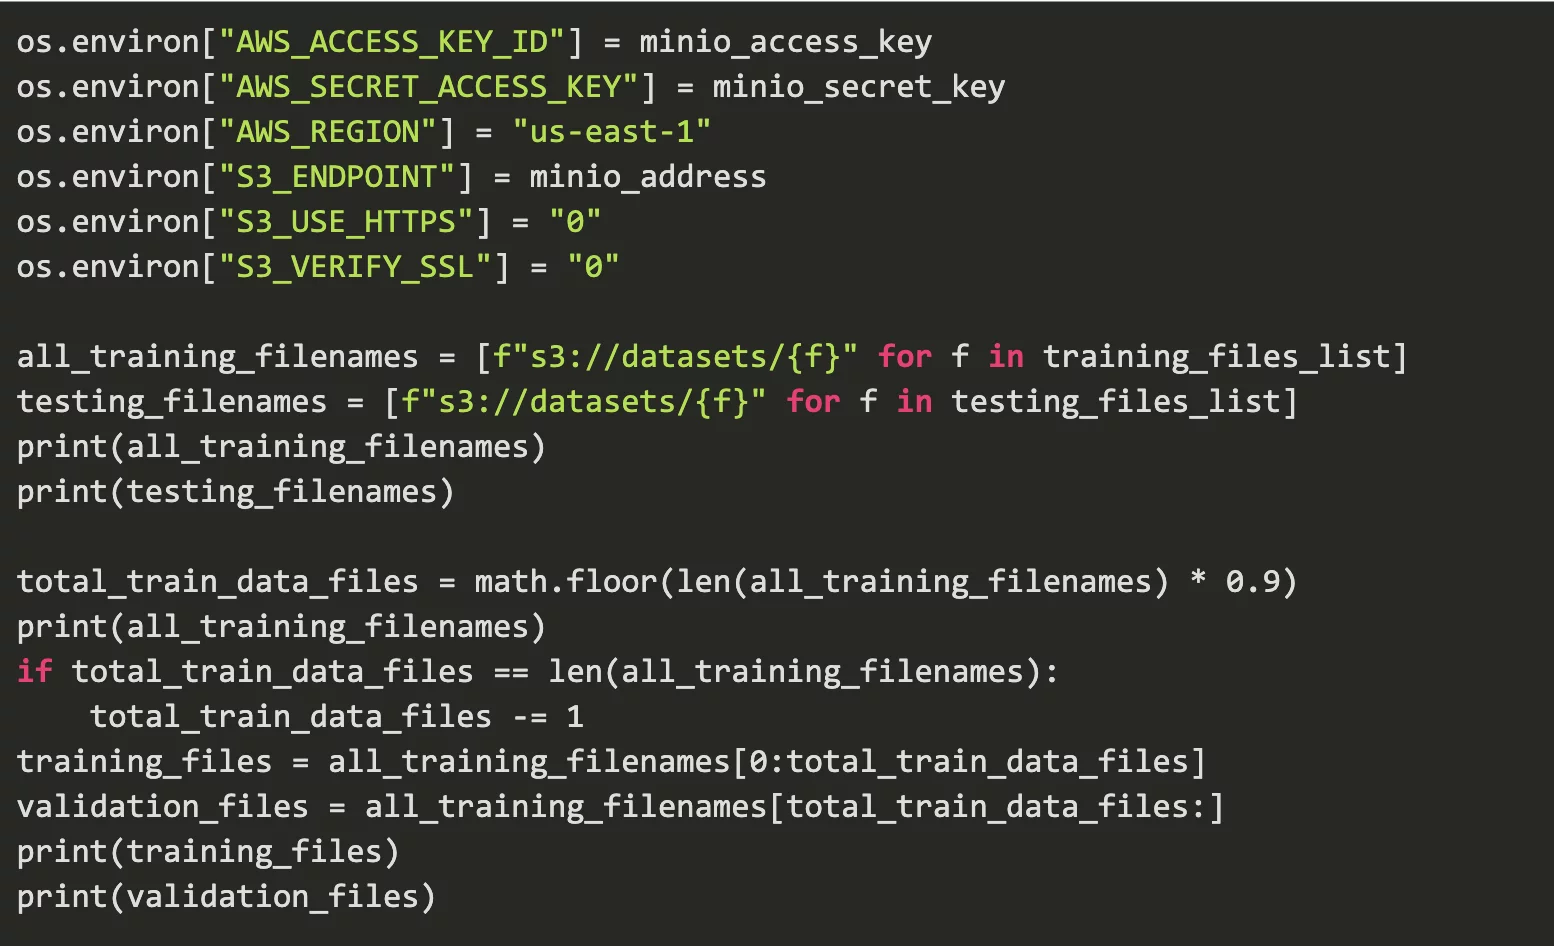 os.environ["AWS_ACCESS_KEY_ID"] = minio_access_key
os.environ["AWS_SECRET_ACCESS_KEY"] = minio_secret_key
os.environ["AWS_REGION"] = "us-east-1"
os.environ["S3_ENDPOINT"] = minio_address
os.environ["S3_USE_HTTPS"] = "0"
os.environ["S3_VERIFY_SSL"] = "0"

all_training_filenames = [f"s3://datasets/{f}" for f in training_files_list]
testing_filenames = [f"s3://datasets/{f}" for f in testing_files_list]
print(all_training_filenames)
print(testing_filenames)

total_train_data_files = math.floor(len(all_training_filenames) * 0.9)
print(all_training_filenames)
if total_train_data_files == len(all_training_filenames):
    total_train_data_files -= 1
training_files = all_training_filenames[0:total_train_data_files]
validation_files = all_training_filenames[total_train_data_files:]
print(training_files)
print(validation_files)